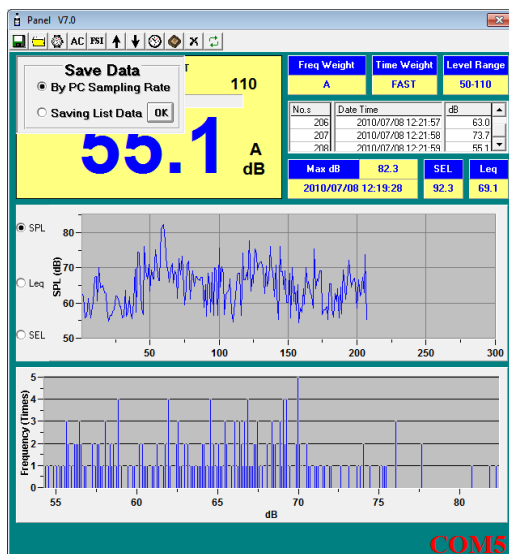 Panel V7.0
AC FSI X
Save Data
T
By PC Sampling Rate
Saving List Data OK
110
55.1 A
dB
Freq Weight Time Weight Level Range
A FAST 50-110
No.s Date Time dB
206 2010/07/08 12:21:57 63.0
207 2010/07/08 12:21:58 73.7
208 2010/07/08 12:21:59 55.1
Max dB 82.3 SEL Leq
2010/07/08 12:19:28 92.3 69.1
SPL
Leq
SEL
SPL (dB)
80
70
60
50
50 100 150 200 250 300
Frequency (Times)
5
4
3
2
1
0
55 60 65 70 75 80
dB
COM5